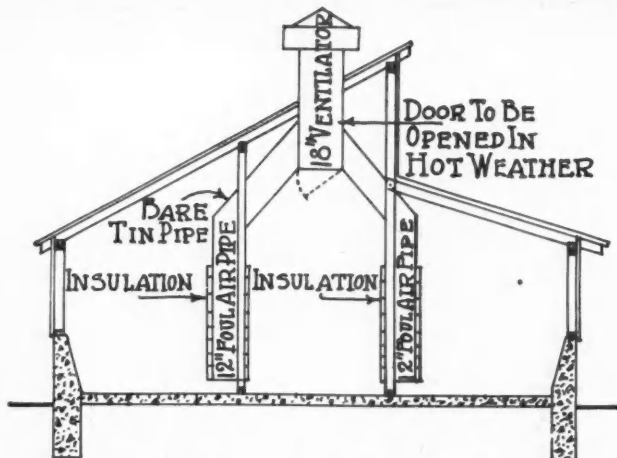 18" VENTILATOR
DOOR TO BE
OPENED IN
HOT WEATHER
BARE
TIN PIPE
INSULATION
INSULATION
12" FOUL AIR PIPE
12" FOUL AIR PIPE